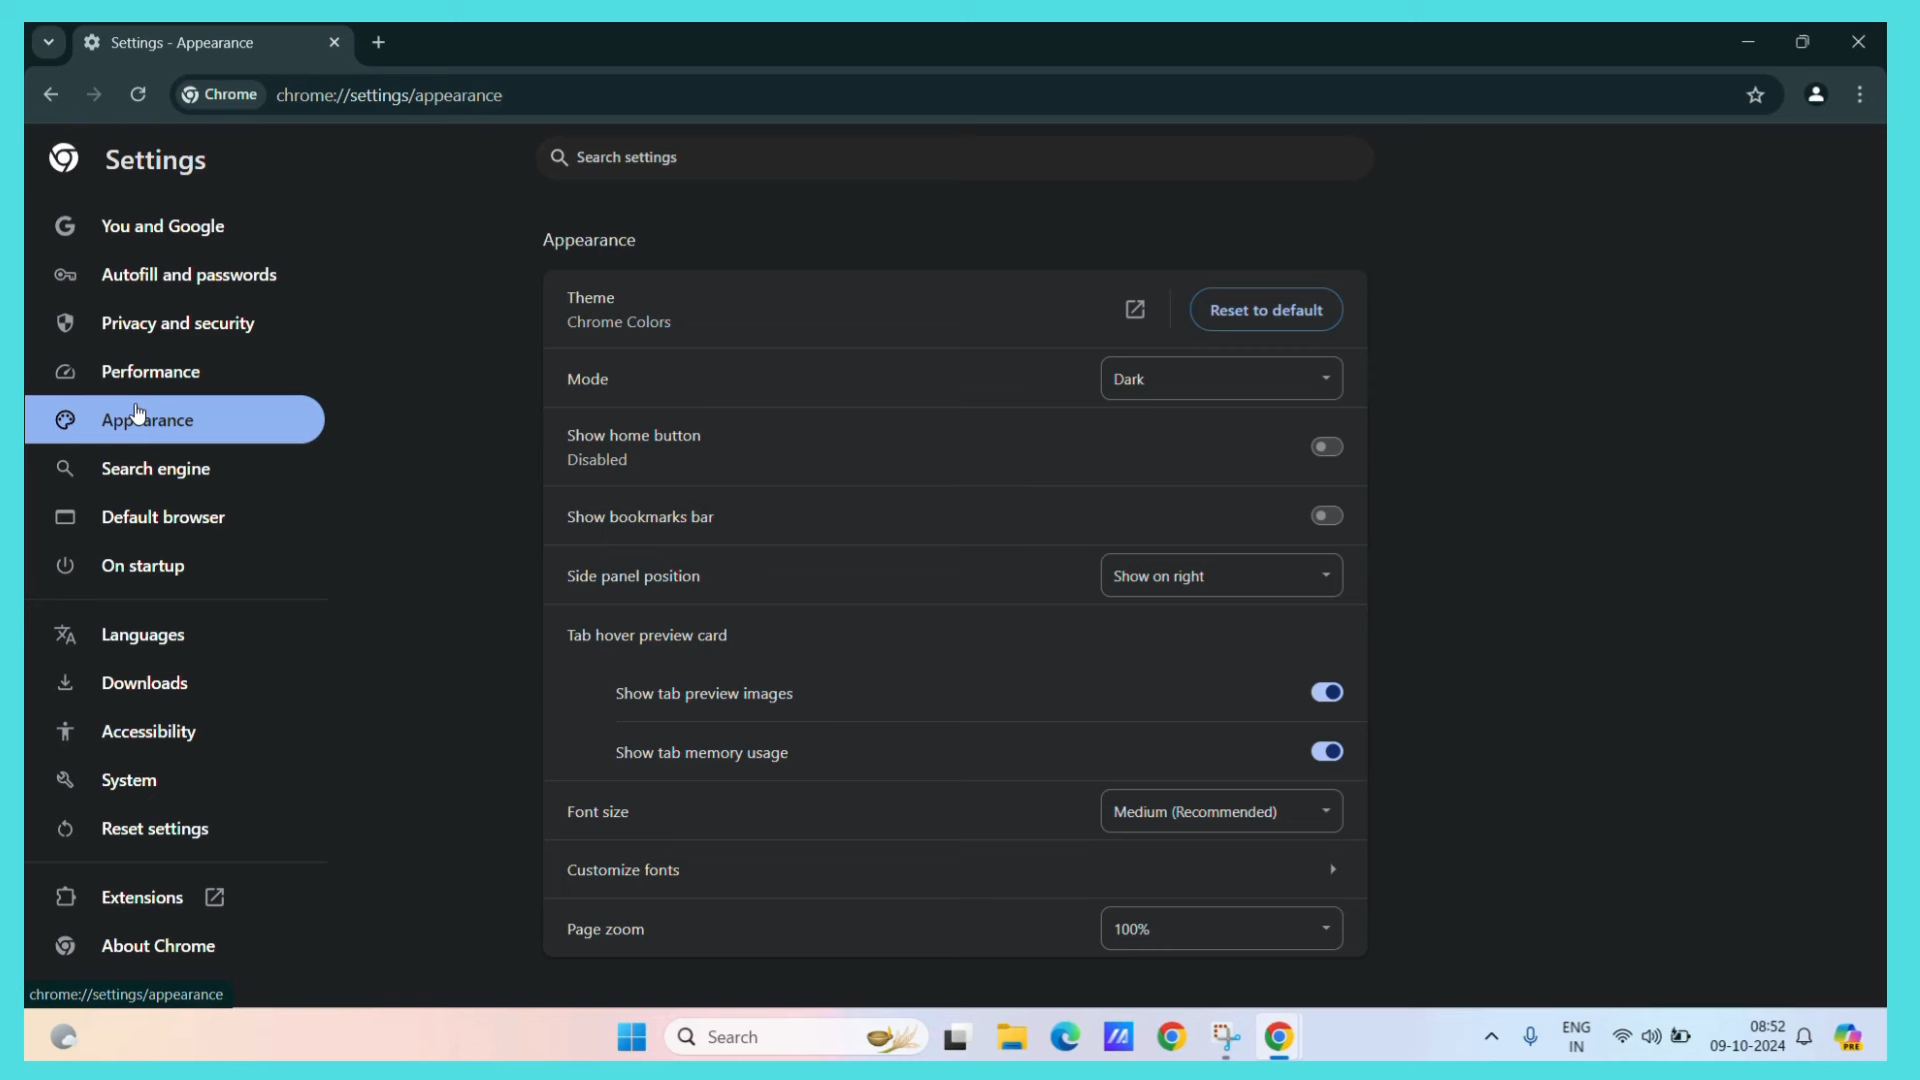 Settings - Appearance
Chrome
chrome://settings/appearance
Settings
Search settings
You and Google
Autofill and passwords
Privacy and security
Performance
Appearance
Search engine
Default browser
On startup
Languages
Downloads
Accessibility
System
Reset settings
Extensions
About Chrome
Appearance
Theme
Chrome Colors
Reset to default
Mode
Dark
Show home button
Disabled
Show bookmarks bar
Side panel position
Show on right
Tab hover preview card
Show tab preview images
Show tab memory usage
Font size
Medium (Recommended)
Customize fonts
Page zoom
100%
chrome://settings/appearance
Search
ENG
IN
08:52
09-10-2024
PRE